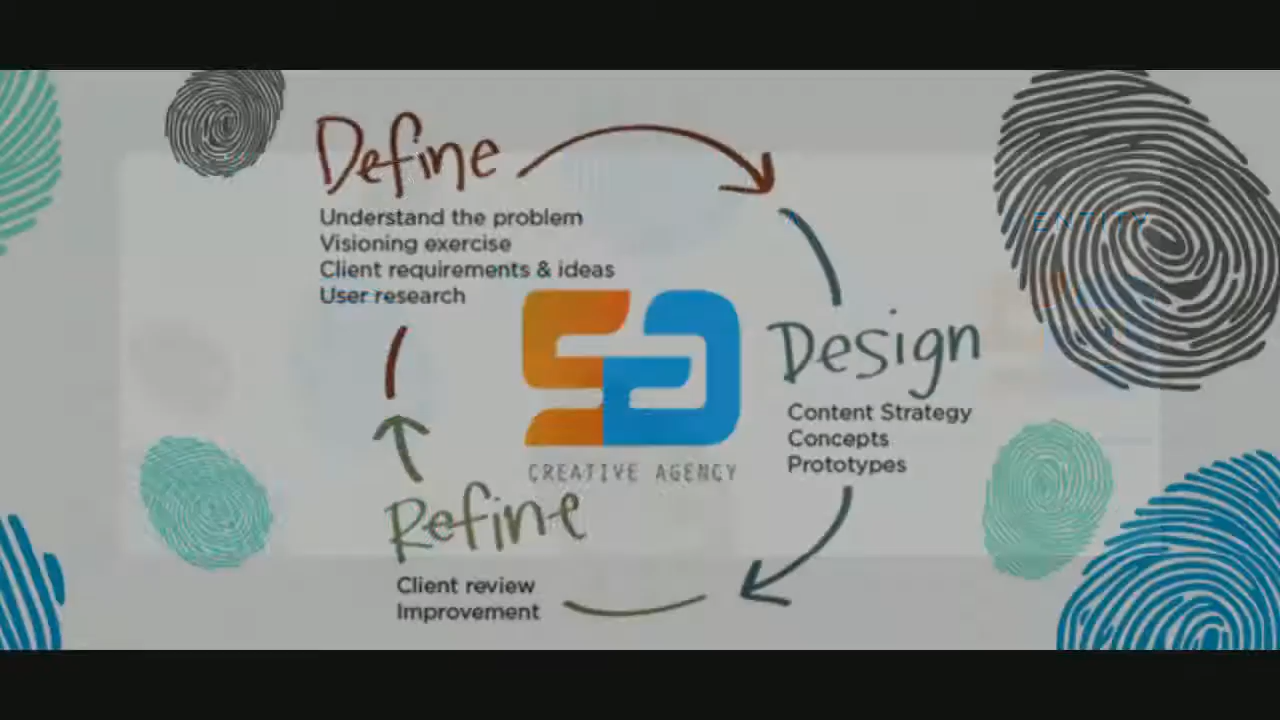 Define
Understand the problem
Visioning exercise
Client requirements & ideas
User research
ENTITY
Design
Content Strategy
Concepts
Prototypes
CREATIVE AGENCY
Refine
Client review
Improvement